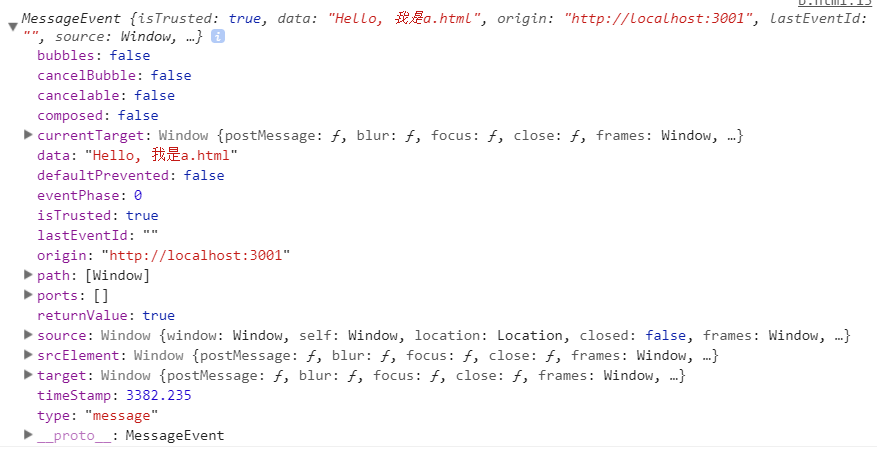 b.html:15
▼ MessageEvent {isTrusted: true, data: "Hello, 我是a.html", origin: "http://localhost:3001", lastEventId:
"", source: Window, …} i
bubbles: false
cancelBubble: false
cancelable: false
composed: false
▶ currentTarget: Window {postMessage: ƒ, blur: ƒ, focus: ƒ, close: ƒ, frames: Window, …}
data: "Hello, 我是a.html"
defaultPrevented: false
eventPhase: 0
isTrusted: true
lastEventId: ""
origin: "http://localhost:3001"
▶ path: [Window]
▶ ports: []
returnValue: true
▶ source: Window {window: Window, self: Window, location: Location, closed: false, frames: Window, …}
▶ srcElement: Window {postMessage: ƒ, blur: ƒ, focus: ƒ, close: ƒ, frames: Window, …}
▶ target: Window {postMessage: ƒ, blur: ƒ, focus: ƒ, close: ƒ, frames: Window, …}
timeStamp: 3382.235
type: "message"
▶ __proto__: MessageEvent